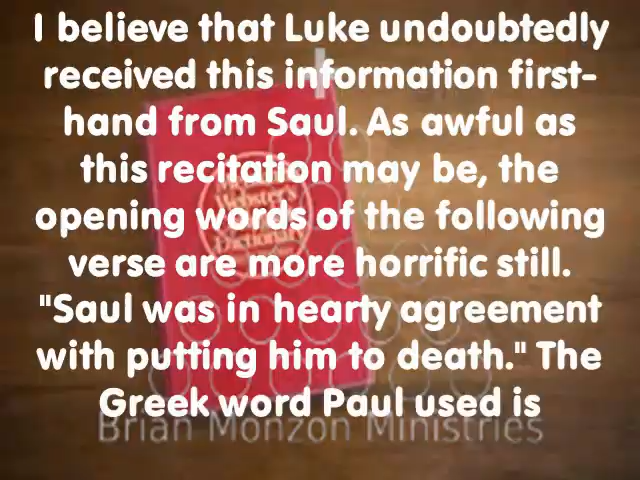 I believe that Luke undoubtedly
received this information first-
hand from Saul. As awful as
this recitation may be, the
opening words of the following
verse are more horrific still.
"Saul was in hearty agreement
with putting him to death." The
Greek word Paul used is
Brian Monzon Ministries
Webster's
Dictionary